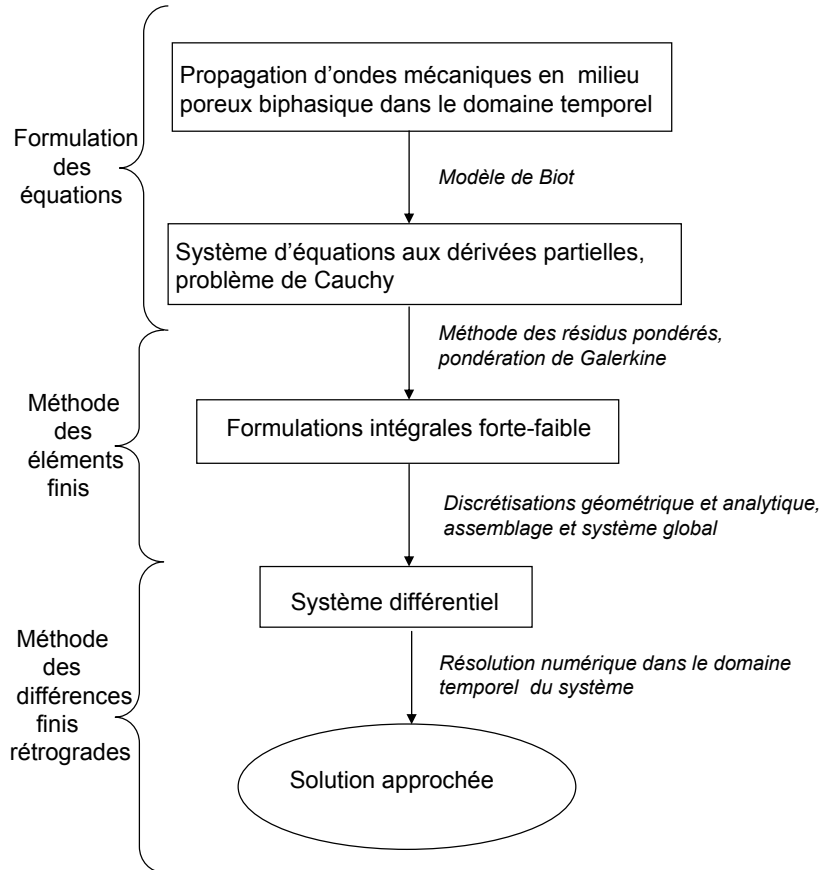 Propagation d'ondes mécaniques en milieu
poreux biphasique dans le domaine temporel
Formulation
des
équations
Modèle de Biot
Système d'équations aux dérivées partielles,
problème de Cauchy
Méthode des résidus pondérés,
pondération de Galerkine
Méthode
des
éléments
finis
Formulations intégrales forte-faible
Discrétisations géométrique et analytique,
assemblage et système global
Système différentiel
Méthode
des
différences
finis
rétrogrades
Résolution numérique dans le domaine
temporel du système
Solution approchée